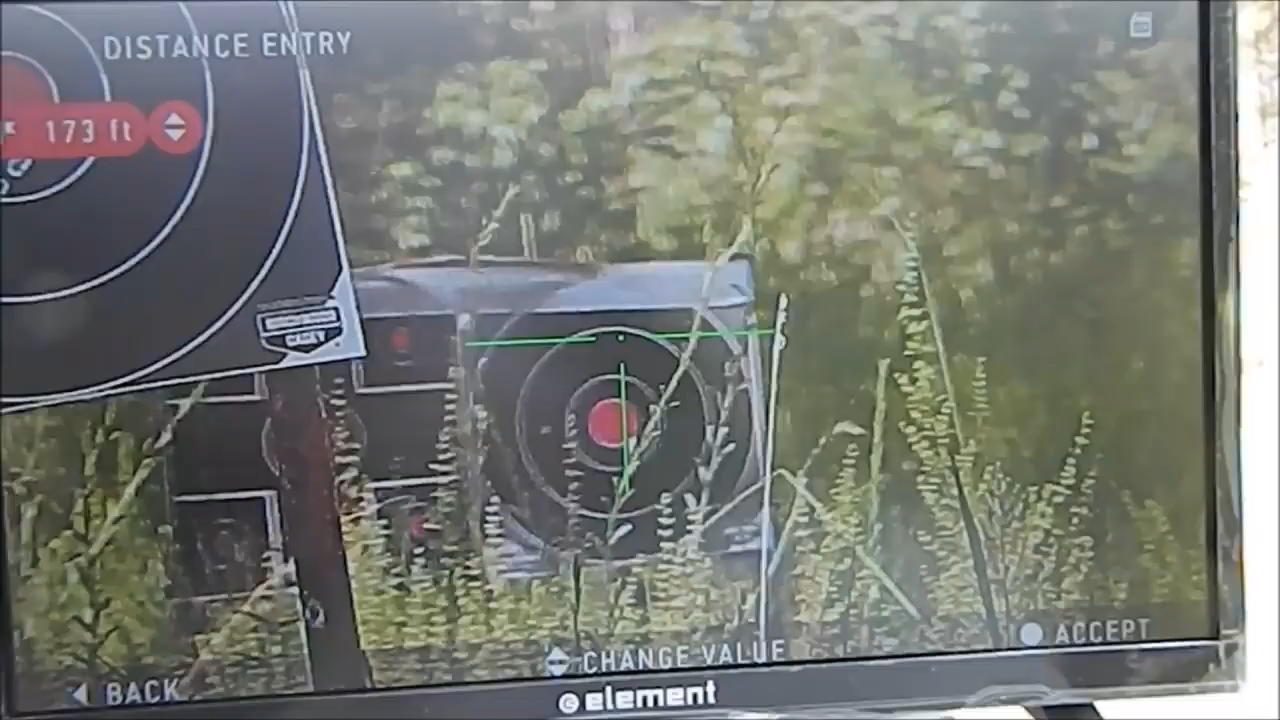 DISTANCE ENTRY
173 ft
CHANGE VALUE
ACCEPT
BACK
element